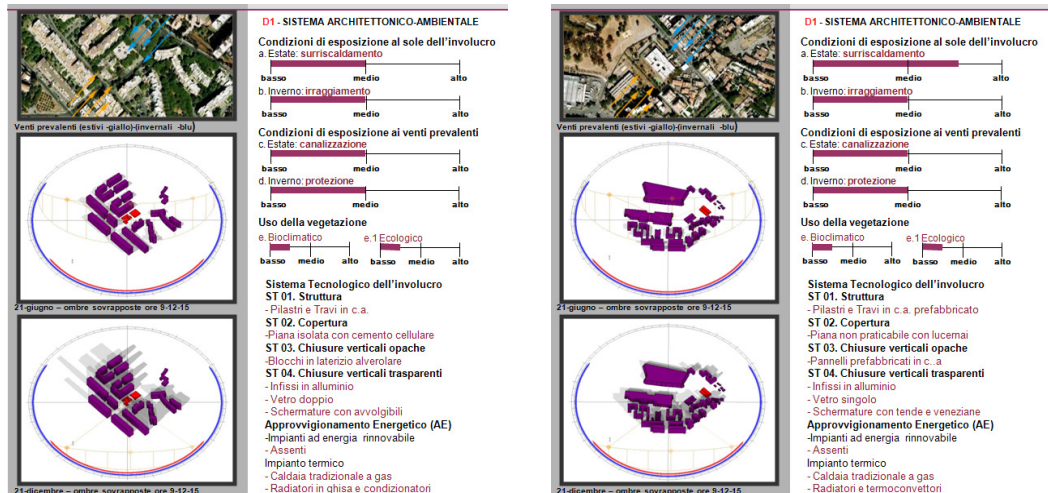 D1 - SISTEMA ARCHITETTONICO-AMBIENTALE
Condizioni di esposizione al sole dell'involucro
a. Estate: surriscaldamento
basso medio alto
b. Inverno: irraggiamento
basso medio alto
Venti prevalenti (estivi -giallo)-(invernali -blu)
Condizioni di esposizione ai venti prevalenti
c. Estate: canalizzazione
basso medio alto
d. Inverno: protezione
basso medio alto
Uso della vegetazione
e. Bioclimatico e.1 Ecologico
basso medio alto basso medio alto
21-giugno – ombre sovrapposte ore 9-12-15
Sistema Tecnologico dell'involucro
ST 01. Struttura
- Pilastri e Travi in c.a.
ST 02. Copertura
-Piana isolata con cemento cellulare
ST 03. Chiusure verticali opache
-Blocchi in laterizio alverolare
ST 04. Chiusure verticali trasparenti
- Infissi in alluminio
- Vetro doppio
- Schermature con avvolgibili
Approvvigionamento Energetico (AE)
-Impianti ad energia rinnovabile
- Assenti
Impianto termico
- Caldaia tradizionale a gas
- Radiatori in ghisa e condizionatori
21-dicembre – ombre sovrapposte ore 9-12-15
D1 - SISTEMA ARCHITETTONICO-AMBIENTALE
Condizioni di esposizione al sole dell'involucro
a. Estate: surriscaldamento
basso medio alto
b. Inverno: irraggiamento
basso medio alto
Venti prevalenti (estivi -giallo)-(invernali -blu)
Condizioni di esposizione ai venti prevalenti
c. Estate: canalizzazione
basso medio alto
d. Inverno: protezione
basso medio alto
Uso della vegetazione
e. Bioclimatico e.1 Ecologico
basso medio alto basso medio alto
21-giugno – ombre sovrapposte ore 9-12-15
Sistema Tecnologico dell'involucro
ST 01. Struttura
- Pilastri e Travi in c.a. prefabbricato
ST 02. Copertura
-Piana non praticabile con lucernai
ST 03. Chiusure verticali opache
- Pannelli prefabbricati in c..a
ST 04. Chiusure verticali trasparenti
- Infissi in alluminio
- Vetro singolo
- Schermature con tende e veneziane
Approvvigionamento Energetico (AE)
-Impianti ad energia rinnovabile
- Assenti
Impianto termico
- Caldaia tradizionale a gas
- Radiatori e termoconvettori
21-dicembre – ombre sovrapposte ore 9-12-15